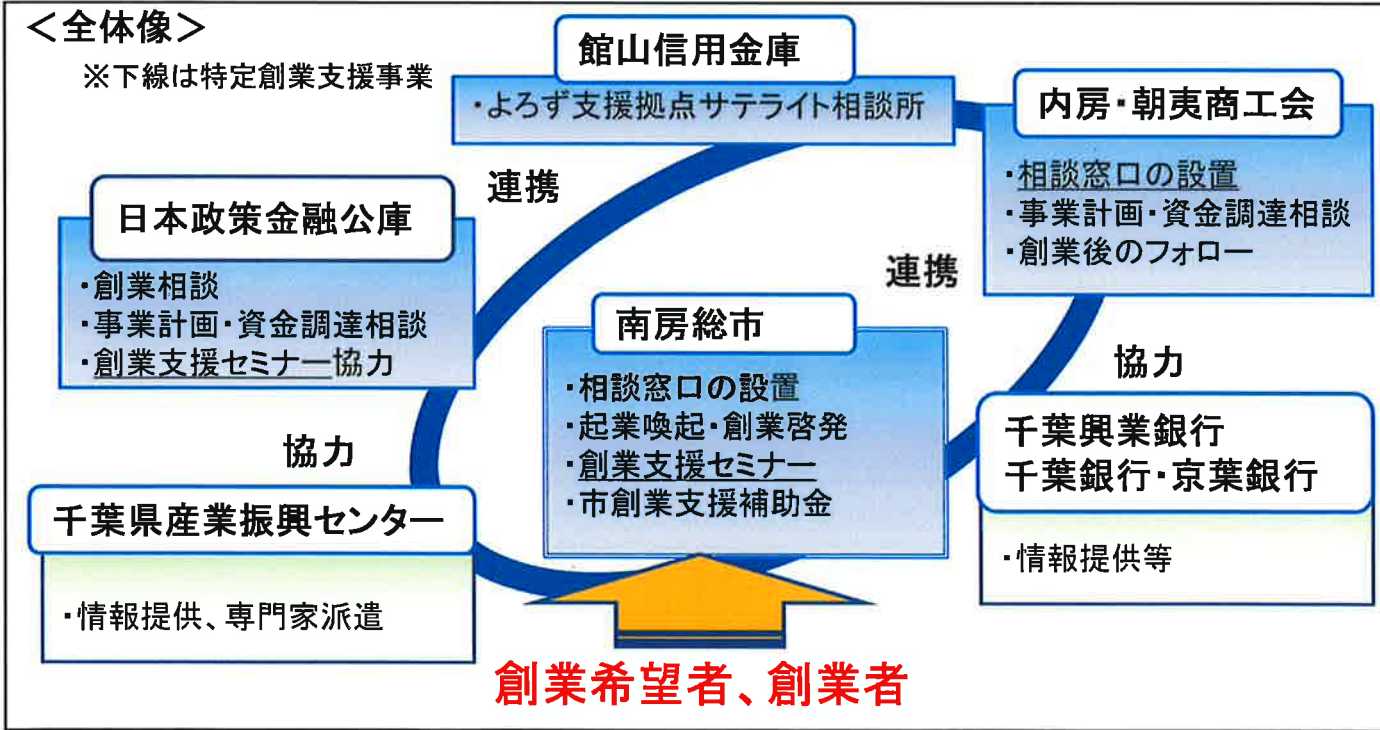 ＜全体像＞
※下線は特定創業支援事業
館山信用金庫
・よろず支援拠点サテライト相談所
内房・朝夷商工会
・相談窓口の設置
・事業計画・資金調達相談
・創業後のフォロー
連携
日本政策金融公庫
・創業相談
・事業計画・資金調達相談
・創業支援セミナー協力
連携
南房総市
・相談窓口の設置
・起業喚起・創業啓発
・創業支援セミナー
・市創業支援補助金
協力
千葉興業銀行
千葉銀行・京葉銀行
・情報提供等
協力
千葉県産業振興センター
・情報提供、専門家派遣
創業希望者、創業者